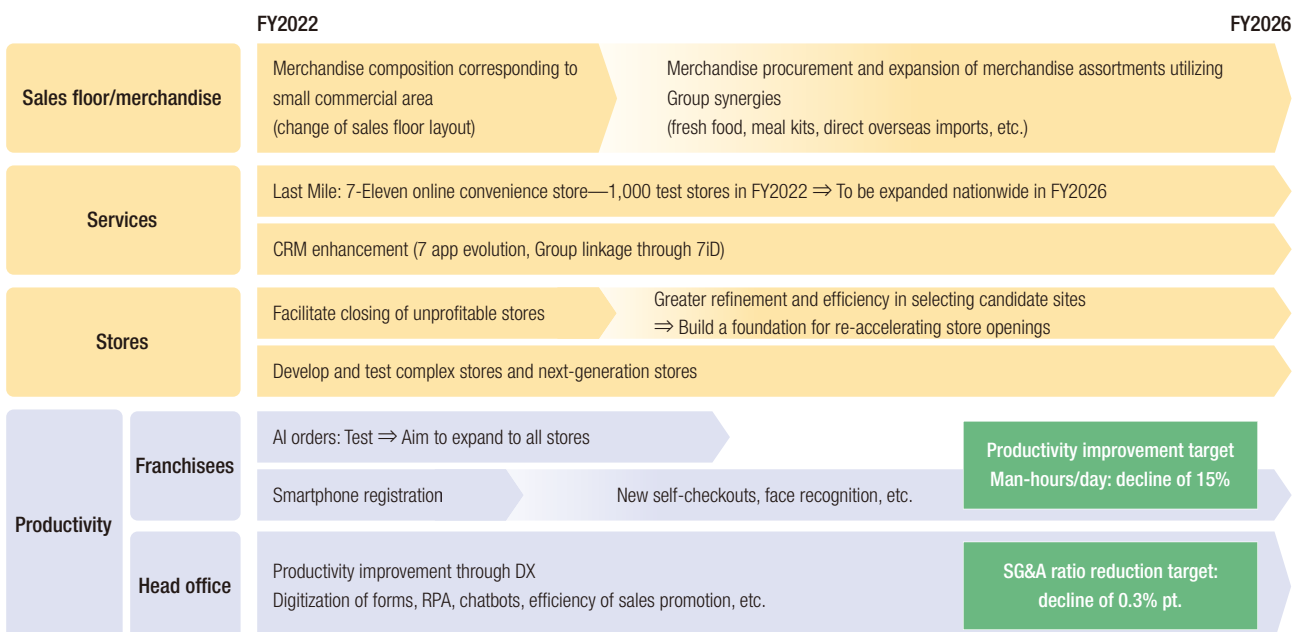 FY2022
FY2026
Sales floor/merchandise
Merchandise composition corresponding to
small commercial area
(change of sales floor layout)
Merchandise procurement and expansion of merchandise assortments utilizing
Group synergies
(fresh food, meal kits, direct overseas imports, etc.)
Services
Last Mile: 7-Eleven online convenience store—1,000 test stores in FY2022 ⇒ To be expanded nationwide in FY2026
CRM enhancement (7 app evolution, Group linkage through 7iD)
Stores
Facilitate closing of unprofitable stores
Greater refinement and efficiency in selecting candidate sites
⇒ Build a foundation for re-accelerating store openings
Develop and test complex stores and next-generation stores
Productivity
Franchisees
AI orders: Test ⇒ Aim to expand to all stores
Smartphone registration
New self-checkouts, face recognition, etc.
Productivity improvement target
Man-hours/day: decline of 15%
Head office
Productivity improvement through DX
Digitization of forms, RPA, chatbots, efficiency of sales promotion, etc.
SG&A ratio reduction target:
decline of 0.3% pt.